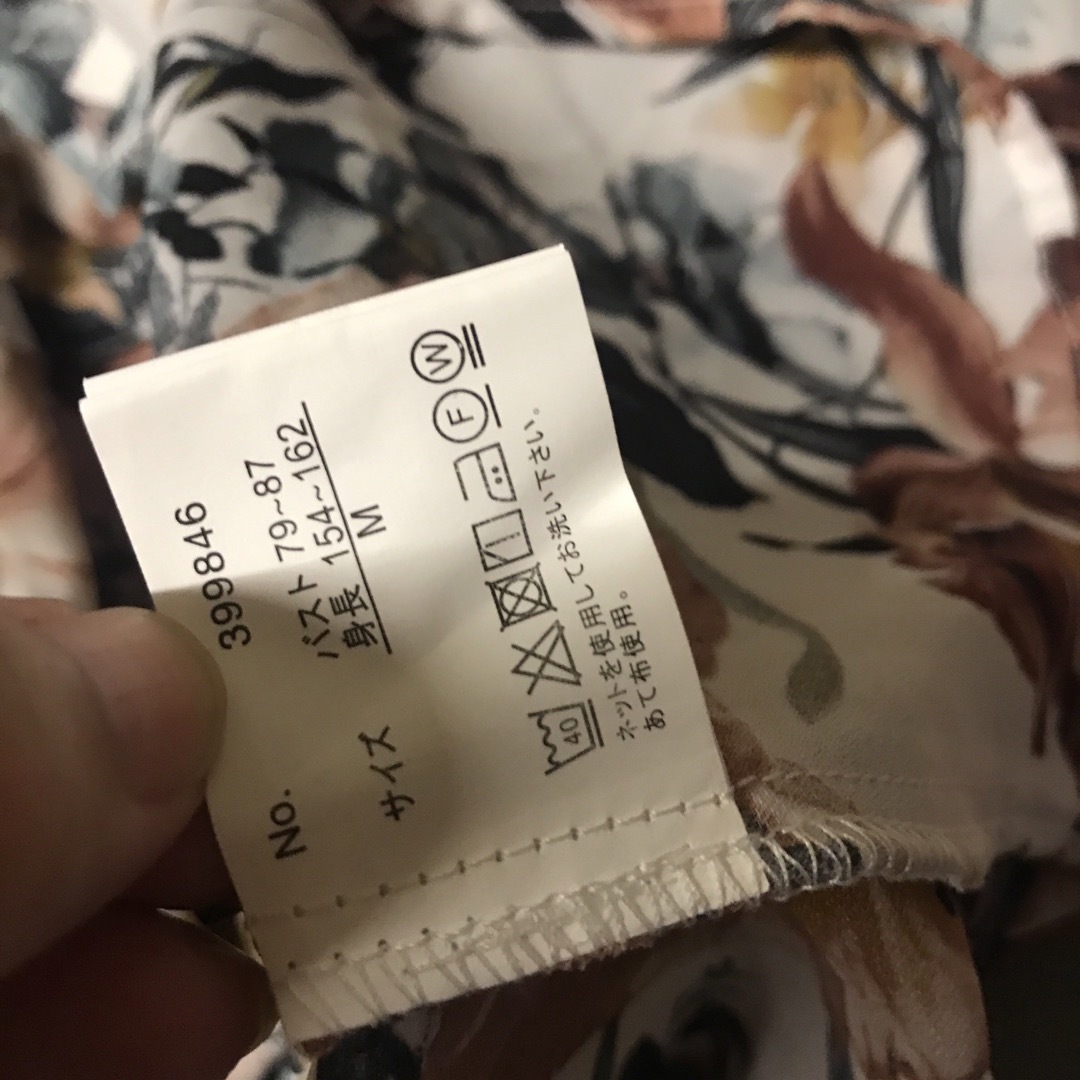 No. 399846
バスト 79~87
身長 154~162
サイズ M
40 F W
ネットを使用してお洗い下さい。
あて布使用。